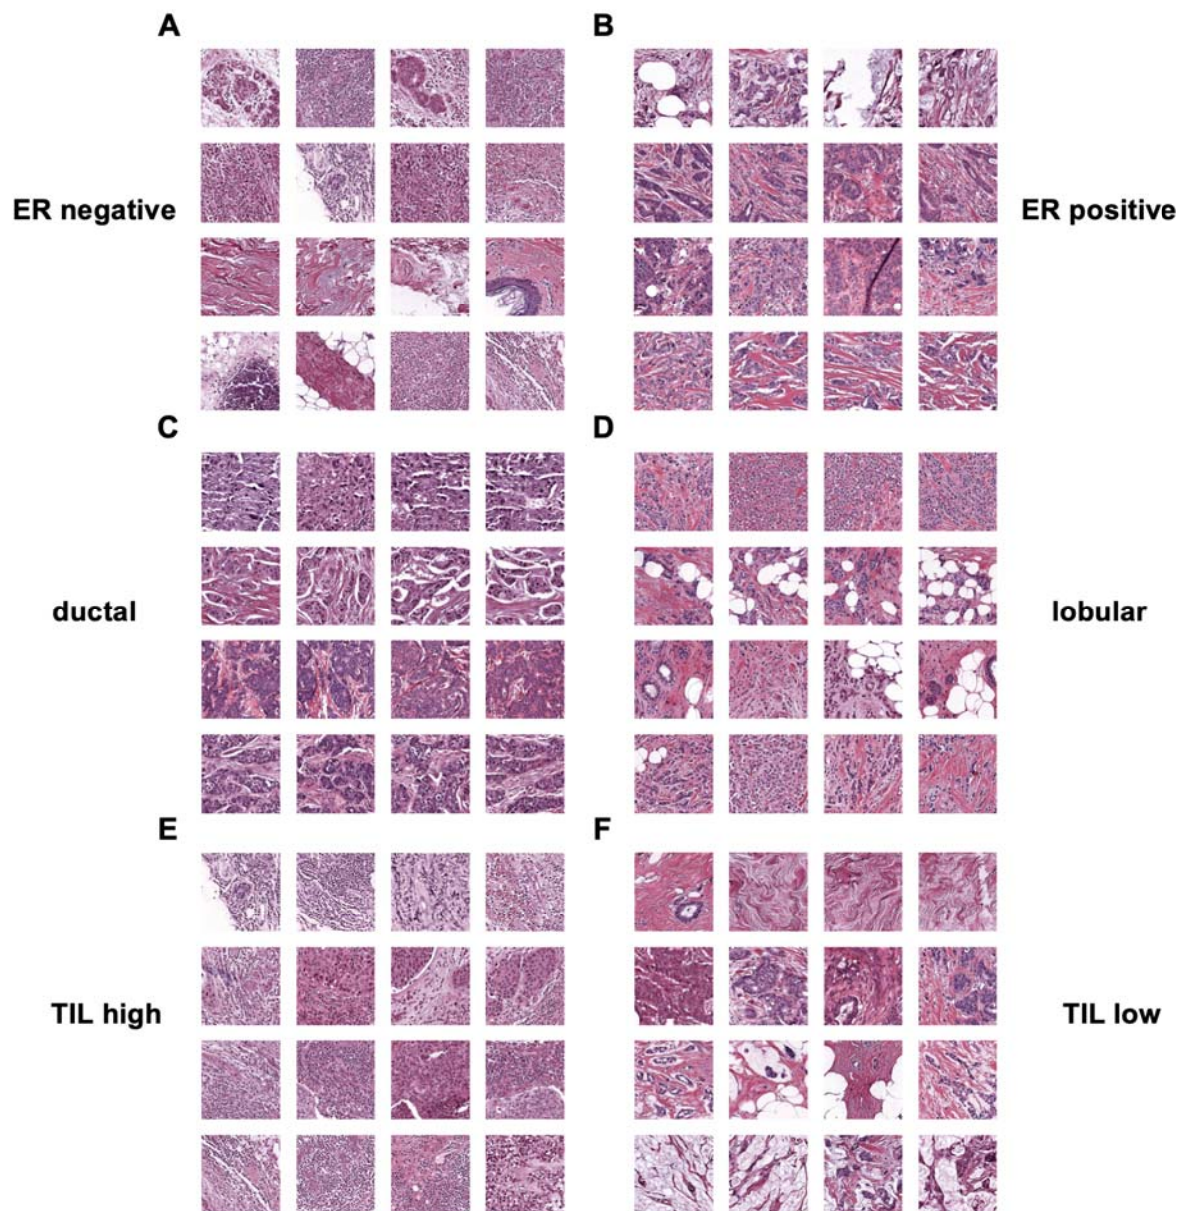 A
B
ER negative
ER positive
C
D
ductal
lobular
E
F
TIL high
TIL low